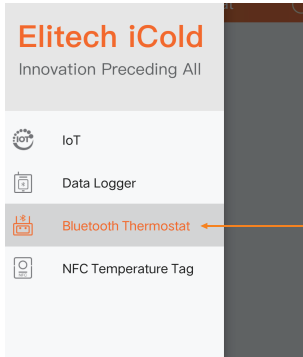 Elitech iCold
Innovation Preceding All
IoT
Data Logger
Bluetooth Thermostat
NFC Temperature Tag